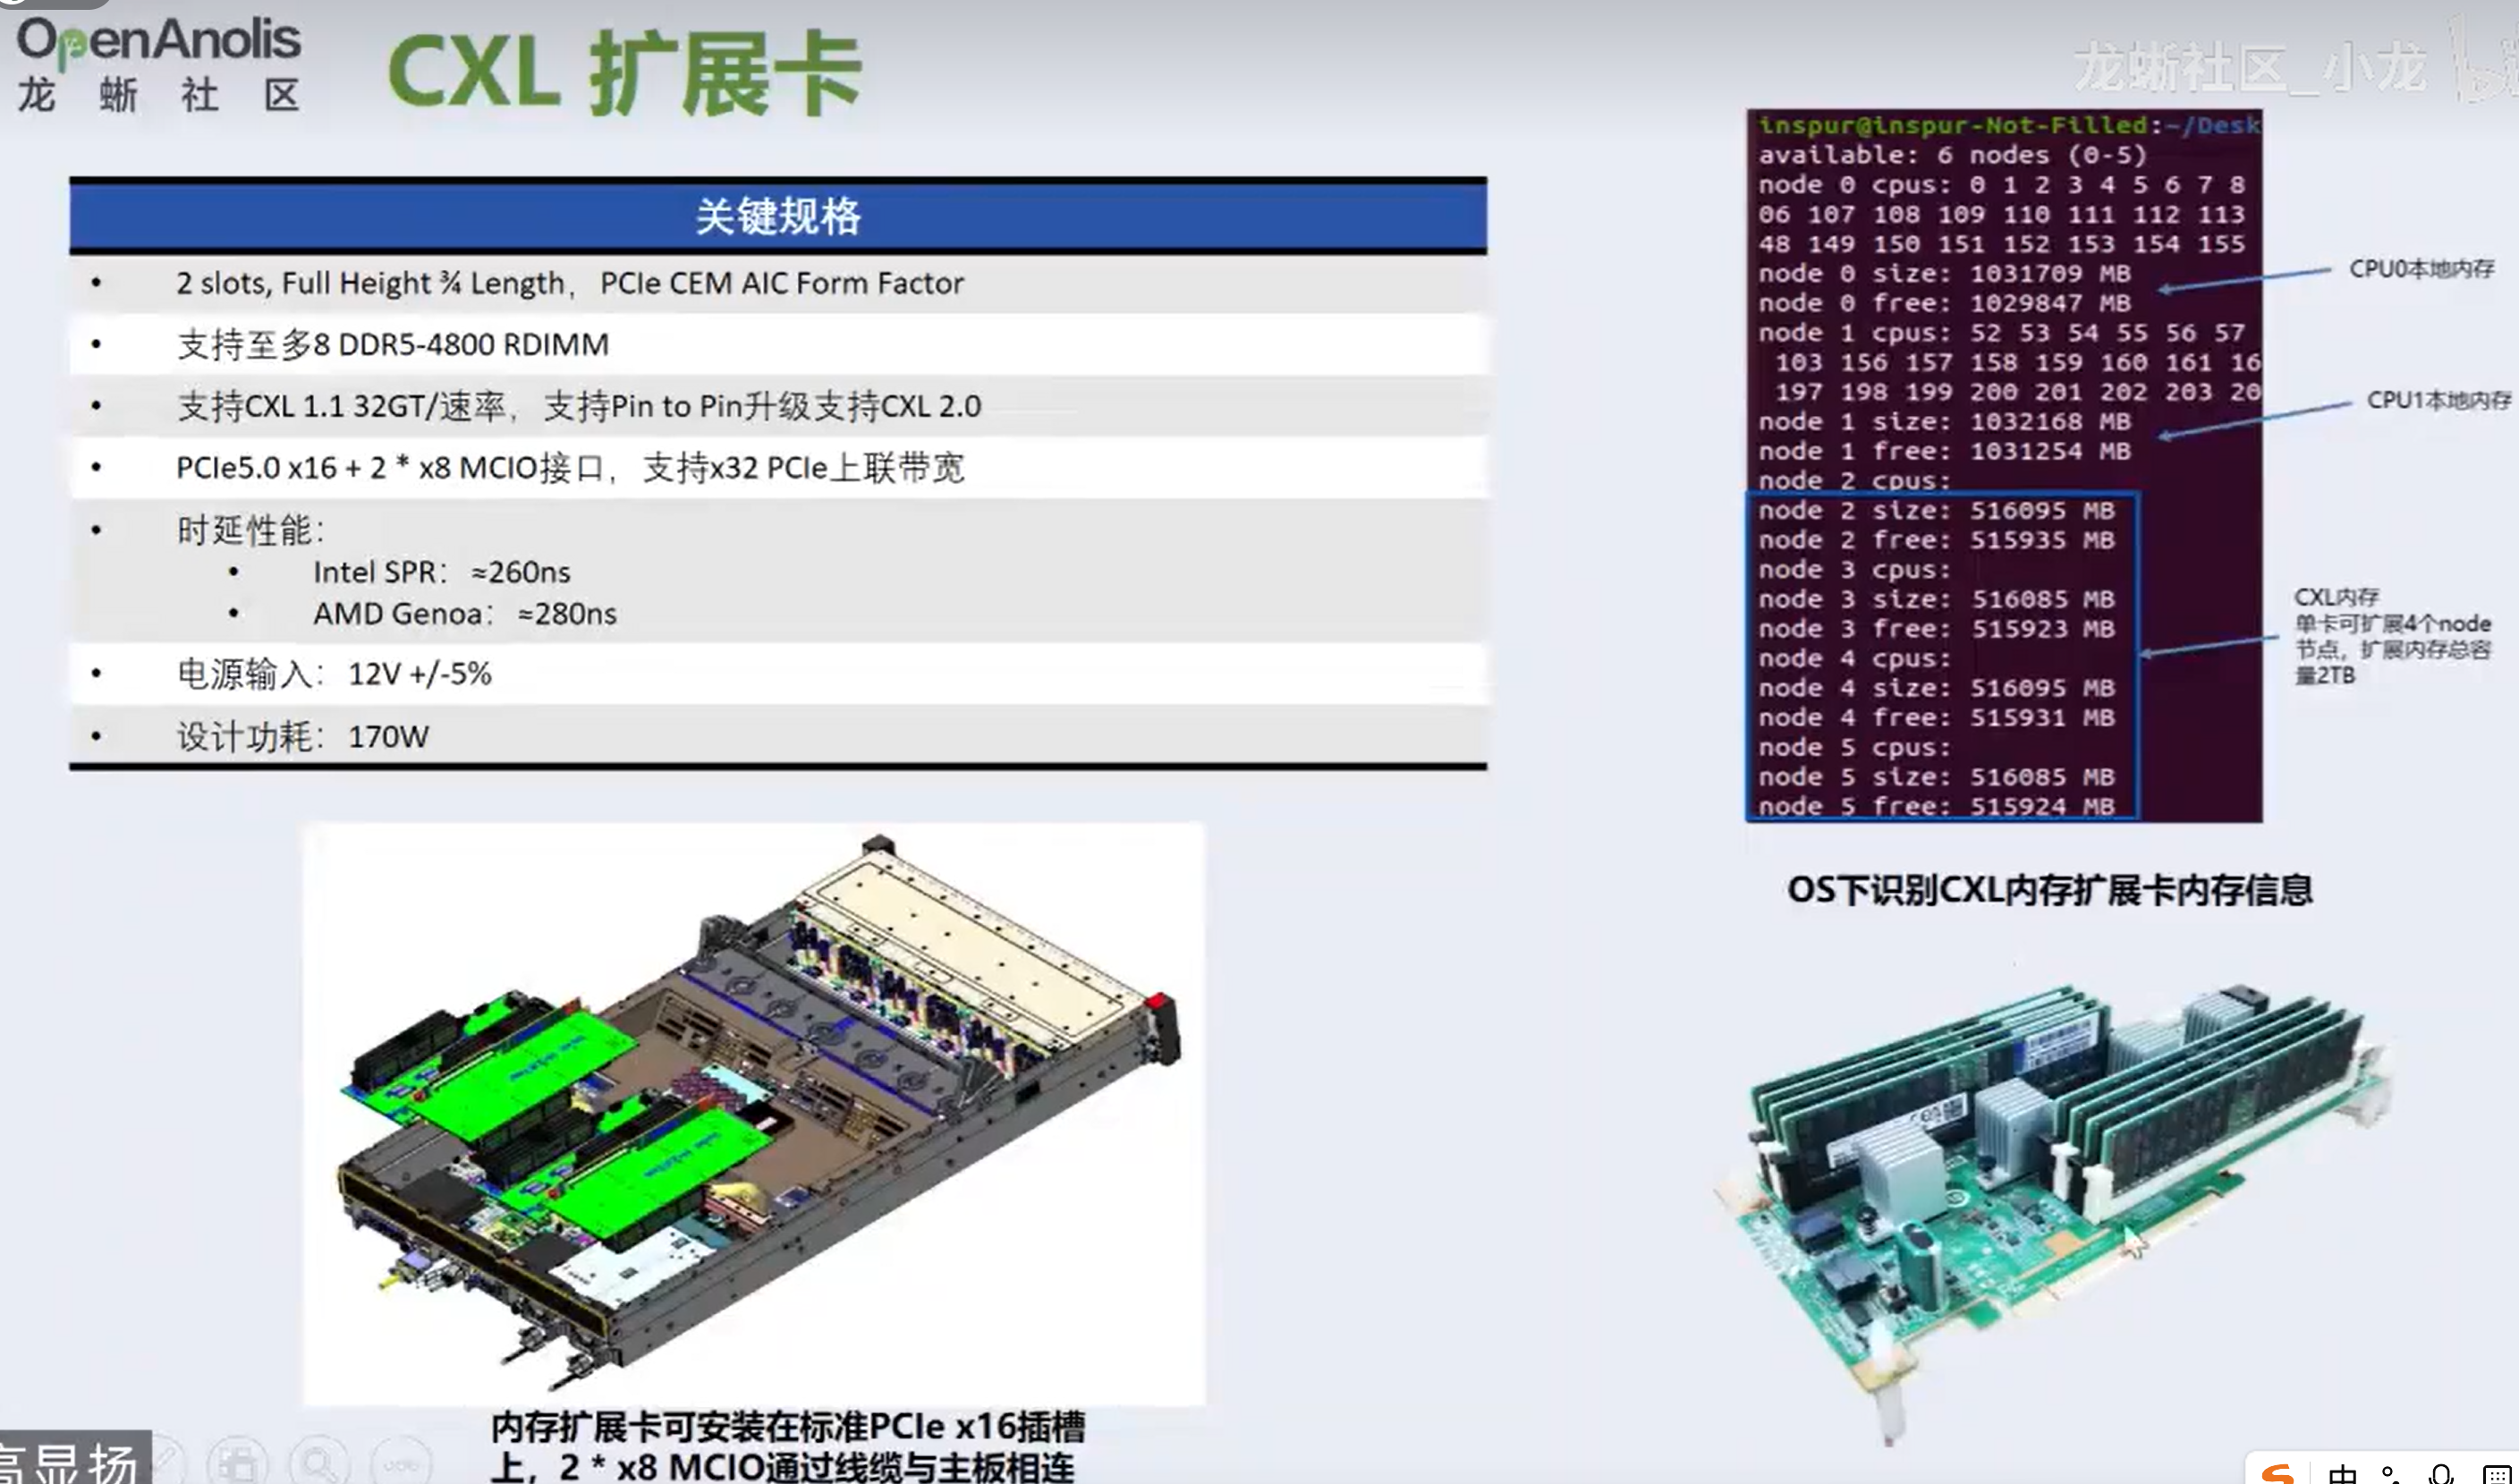 OpenAnolis
龙蜥社区
CXL 扩展卡
龙蜥社区_小龙
关键规格
• 2 slots, Full Height ¾ Length，PCIe CEM AIC Form Factor
• 支持至多8 DDR5-4800 RDIMM
• 支持CXL 1.1 32GT/速率，支持Pin to Pin升级支持CXL 2.0
• PCIe5.0 x16 + 2 * x8 MCIO接口，支持x32 PCIe上联带宽
• 时延性能：
• Intel SPR：≈260ns
• AMD Genoa：≈280ns
• 电源输入：12V +/-5%
• 设计功耗：170W
inspur@inspur-Not-Filled:~/Desk
available: 6 nodes (0-5)
node 0 cpus: 0 1 2 3 4 5 6 7 8
06 107 108 109 110 111 112 113
48 149 150 151 152 153 154 155
node 0 size: 1031709 MB
node 0 free: 1029847 MB
node 1 cpus: 52 53 54 55 56 57
103 156 157 158 159 160 161 16
197 198 199 200 201 202 203 20
node 1 size: 1032168 MB
node 1 free: 1031254 MB
node 2 cpus:
node 2 size: 516095 MB
node 2 free: 515935 MB
node 3 cpus:
node 3 size: 516085 MB
node 3 free: 515923 MB
node 4 cpus:
node 4 size: 516095 MB
node 4 free: 515931 MB
node 5 cpus:
node 5 size: 516085 MB
node 5 free: 515924 MB
CPU0本地内存
CPU1本地内存
CXL内存
单卡可扩展4个node
节点，扩展内存总容
量2TB
OS下识别CXL内存扩展卡内存信息
内存扩展卡可安装在标准PCIe x16插槽
上，2 * x8 MCIO通过线缆与主板相连
高显扬
中